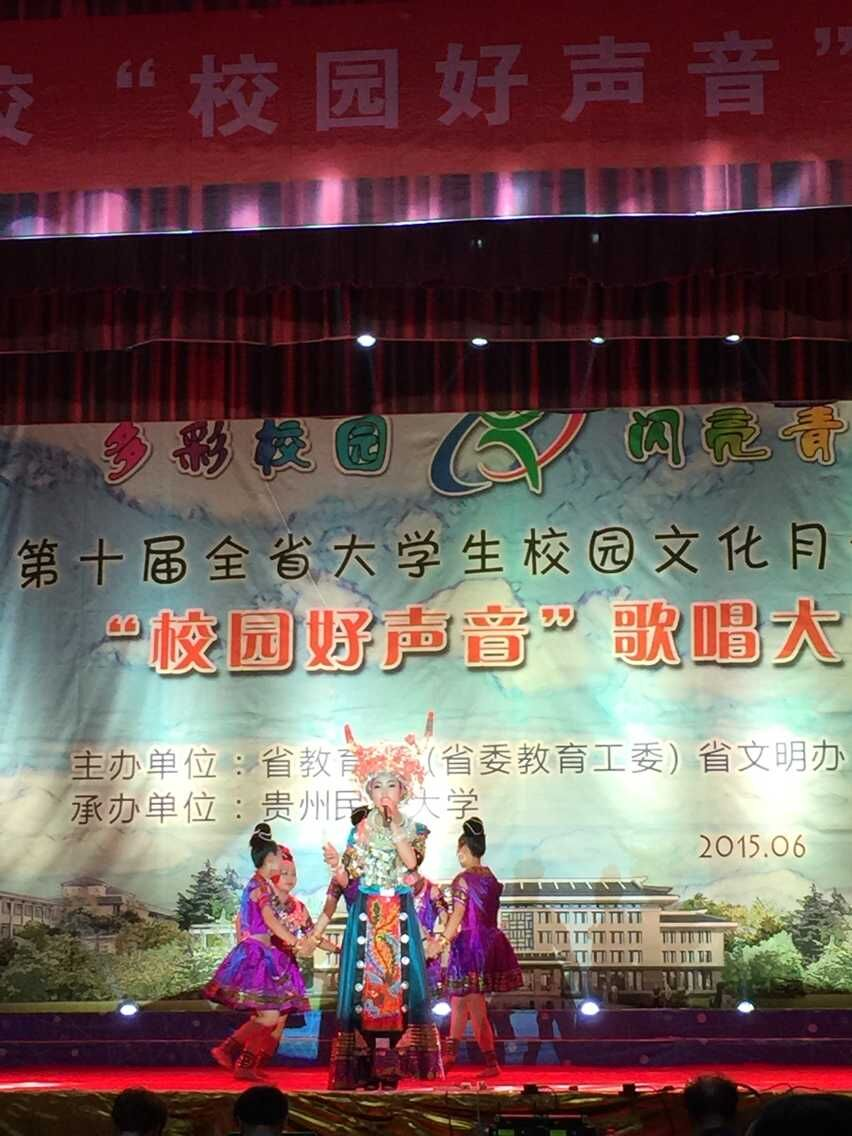 校 “校园好声音”
多彩校园 闪亮青
第十届全省大学生校园文化月
“校园好声音”歌唱大
主办单位：省教育（省委教育工委）省文明办
承办单位：贵州民 大学
2015.06